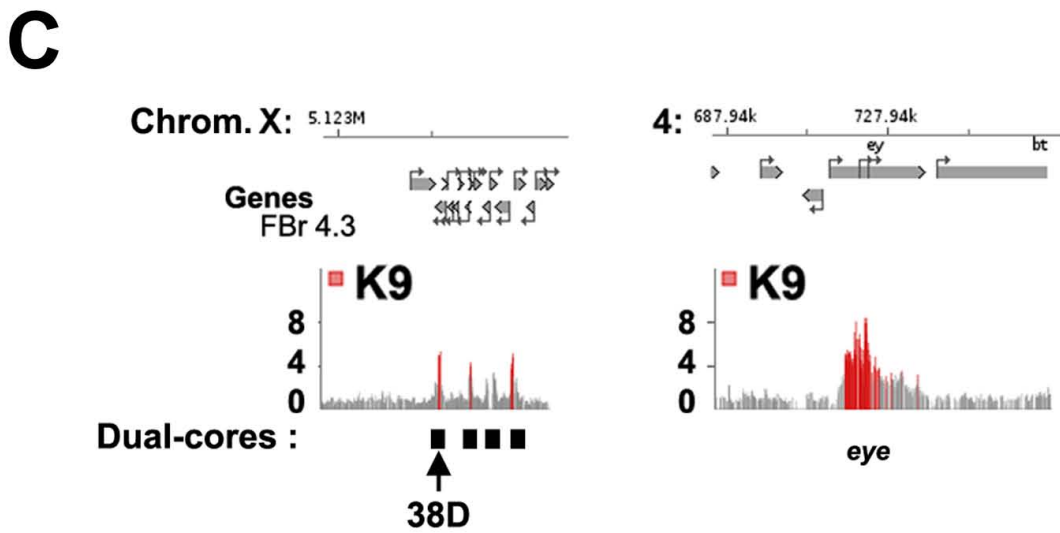 C
Chrom. X: 5.123M
4: 687.94k 727.94k
ey bt
Genes
FBr 4.3
K9
8
4
0
K9
8
4
0
Dual-cores :
38D
eye